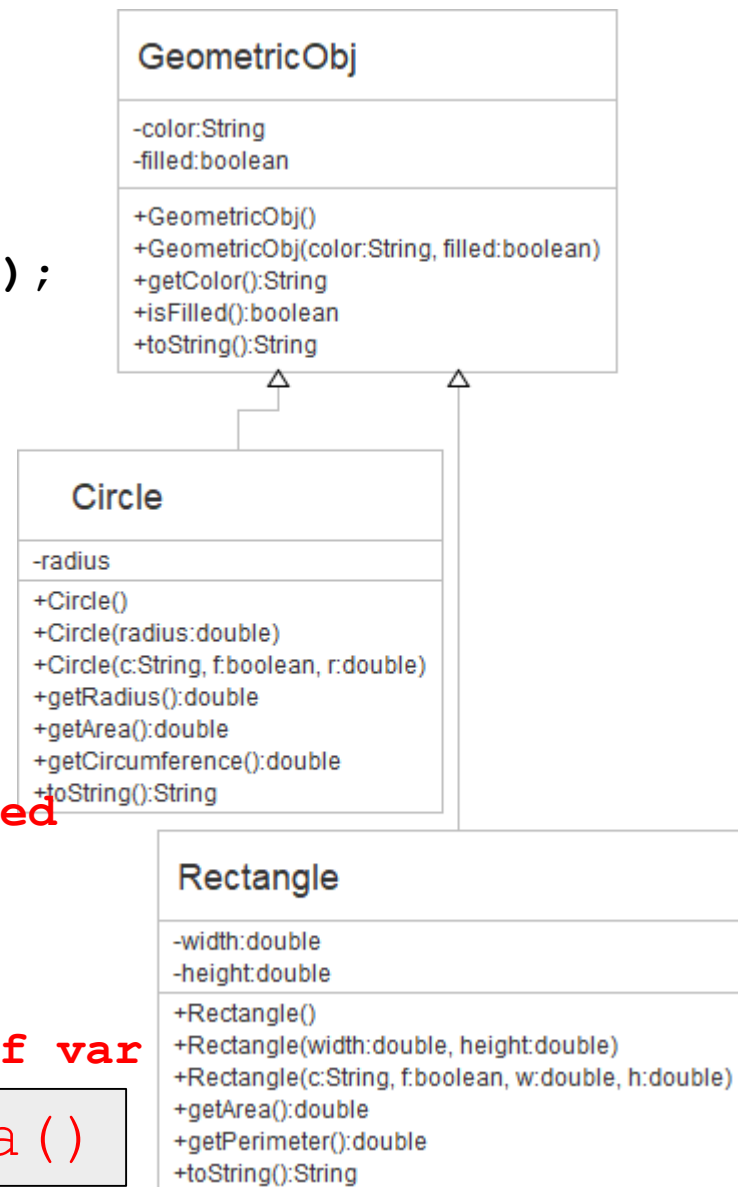 GeometricObj
-color:String
-filled:boolean
+GeometricObj()
+GeometricObj(color:String, filled:boolean)
);
+getColor():String
+isFilled():boolean
+toString():String
Circle
-radius
+Circle()
+Circle(radius:double)
+Circle(c:String, f:boolean, r:double)
+getRadius():double
+getArea():double
+getCircumference():double
+toString():String
ed
Rectangle
-width:double
-height:double
+Rectangle()
f var
+Rectangle(width:double, height:double)
+Rectangle(c:String, f:boolean, w:double, h:double)
a()
+getArea():double
+getPerimeter():double
+toString():String